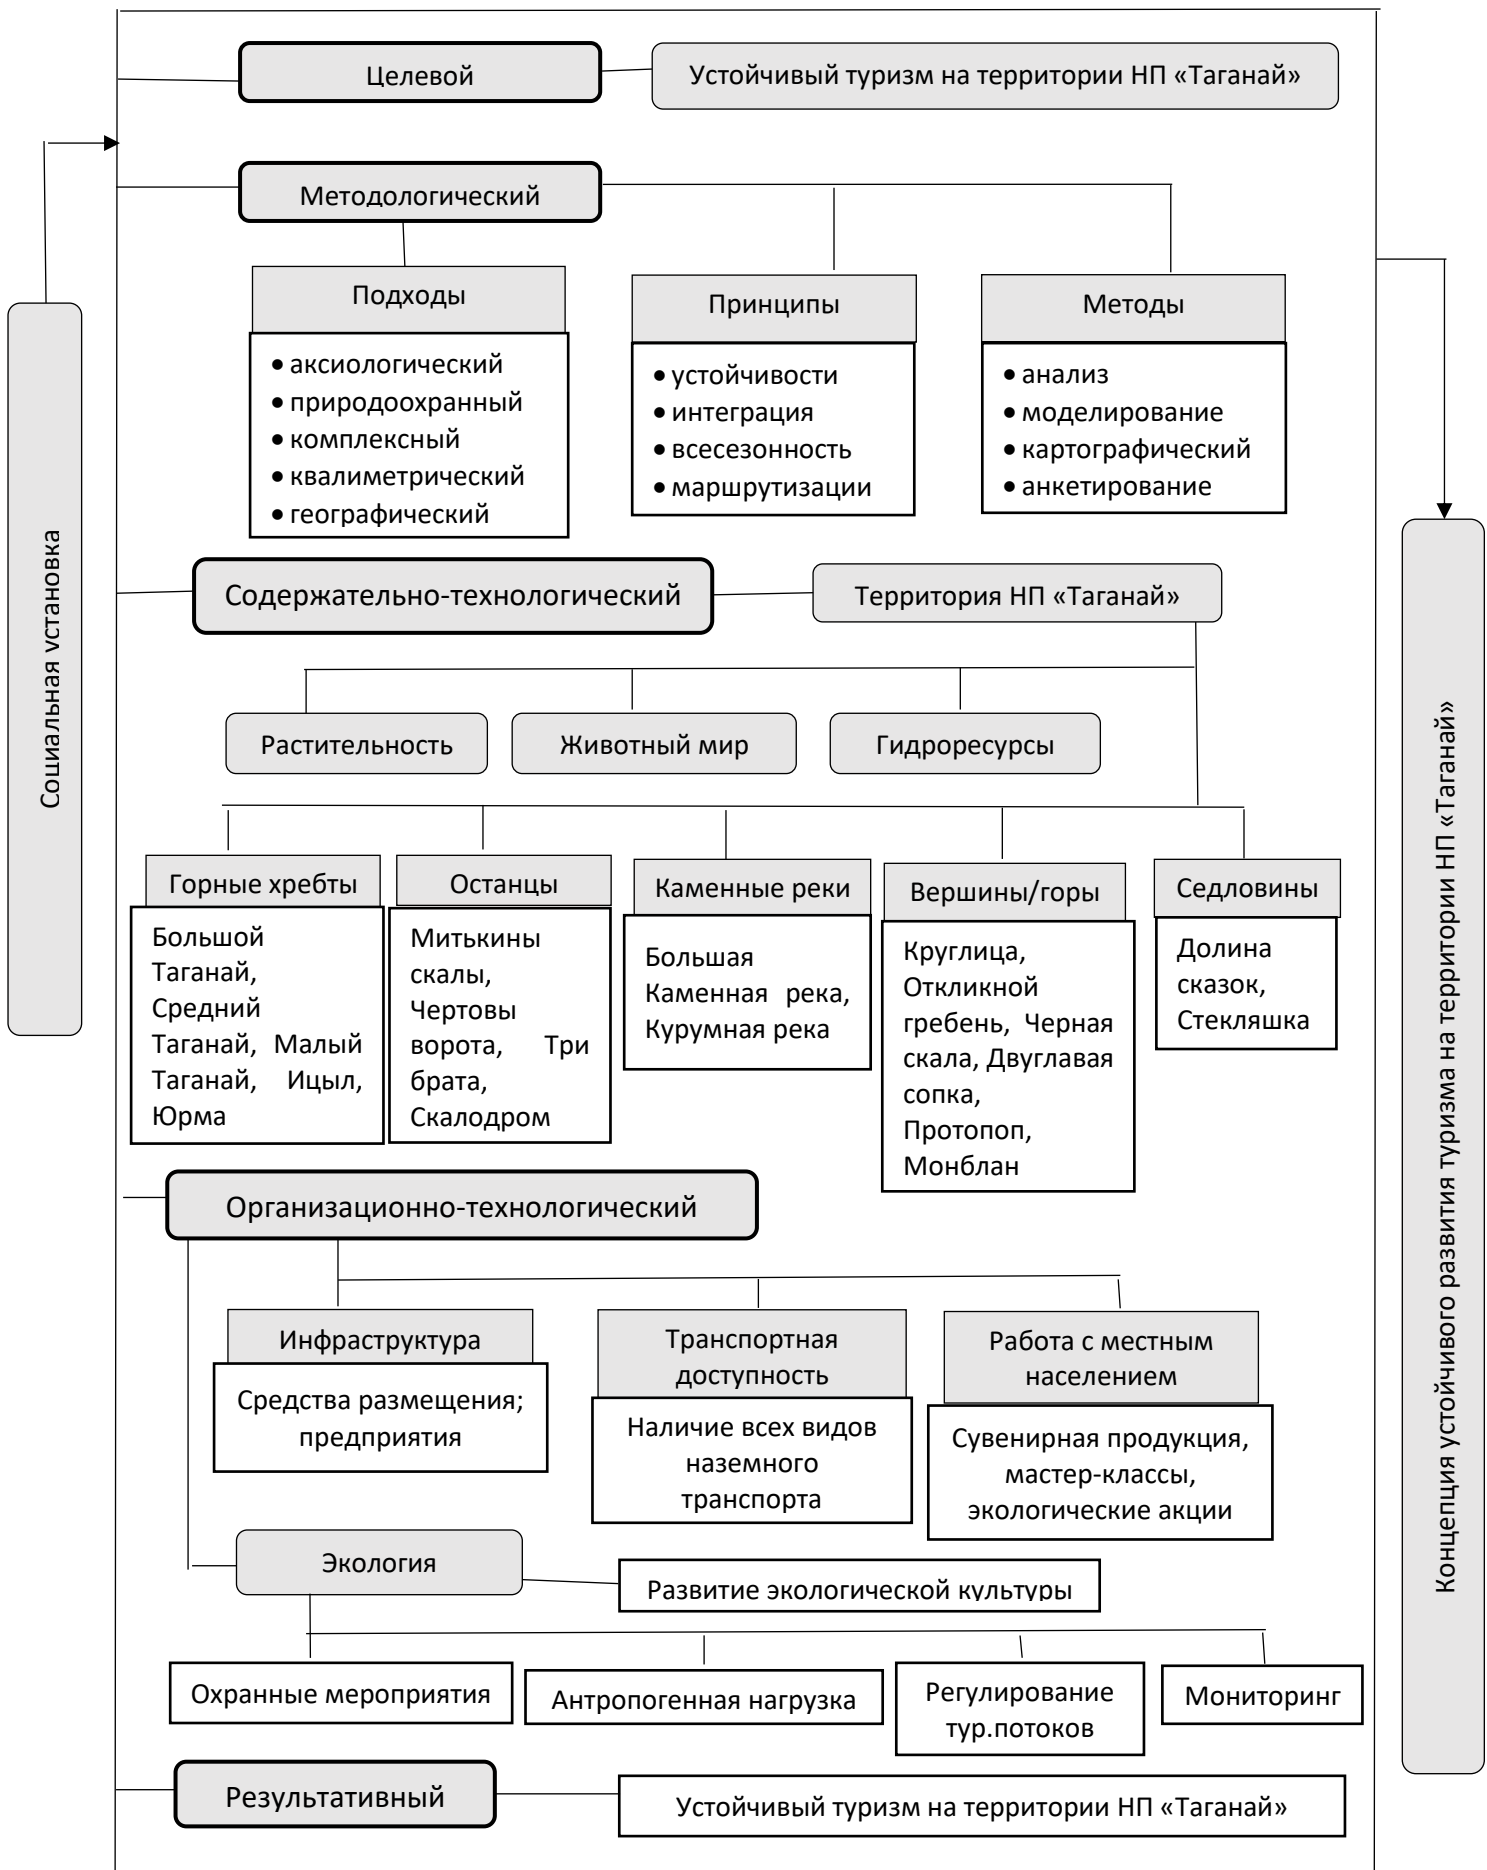 Целевой
Устойчивый туризм на территории НП «Таганай»
Методологический
Подходы
• аксиологический
• природоохранный
• комплексный
• квалиметрический
• географический
Принципы
• устойчивости
• интеграция
• всесезонность
• маршрутизации
Методы
• анализ
• моделирование
• картографический
• анкетирование
Социальная установка
Концепция устойчивого развития туризма на территории НП «Таганай»
Содержательно-технологический
Территория НП «Таганай»
Растительность
Животный мир
Гидроресурсы
Горные хребты
Большой
Таганай,
Средний
Таганай, Малый
Таганай, Ицыл,
Юрма
Останцы
Митькины
скалы,
Чертовы
ворота, Три
брата,
Скалодром
Каменные реки
Большая
Каменная река,
Курумная река
Вершины/горы
Круглица,
Откликной
гребень, Черная
скала, Двуглавая
сопка,
Протопоп,
Монблан
Седловины
Долина
сказок,
Стекляшка
Организационно-технологический
Инфраструктура
Средства размещения;
предприятия
Транспортная
доступность
Наличие всех видов
наземного
транспорта
Работа с местным
населением
Сувенирная продукция,
мастер-классы,
экологические акции
Экология
Развитие экологической культуры
Охранные мероприятия
Антропогенная нагрузка
Регулирование
тур.потоков
Мониторинг
Результативный
Устойчивый туризм на территории НП «Таганай»